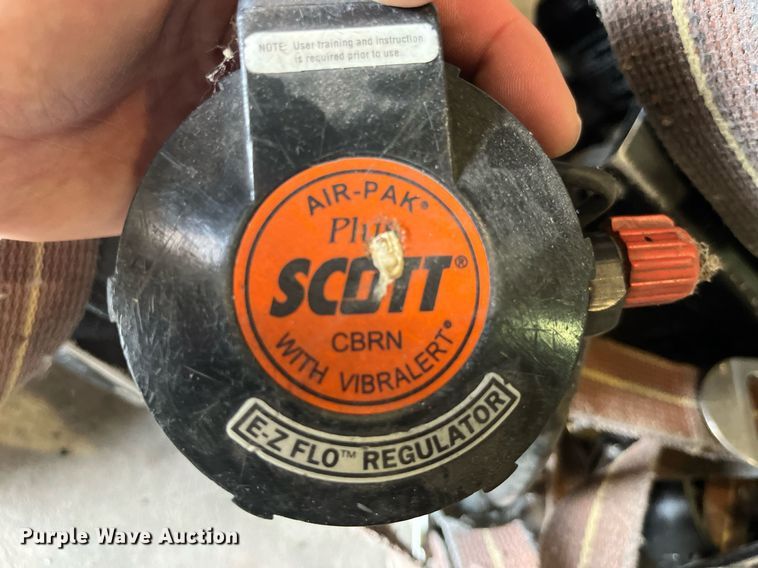 NOTE: User training and instruction
is required prior to use.
AIR-PAK®
Plus
SCOTT®
CBRN
WITH VIBRALERT®
E-Z FLO™ REGULATOR
Purple Wave Auction